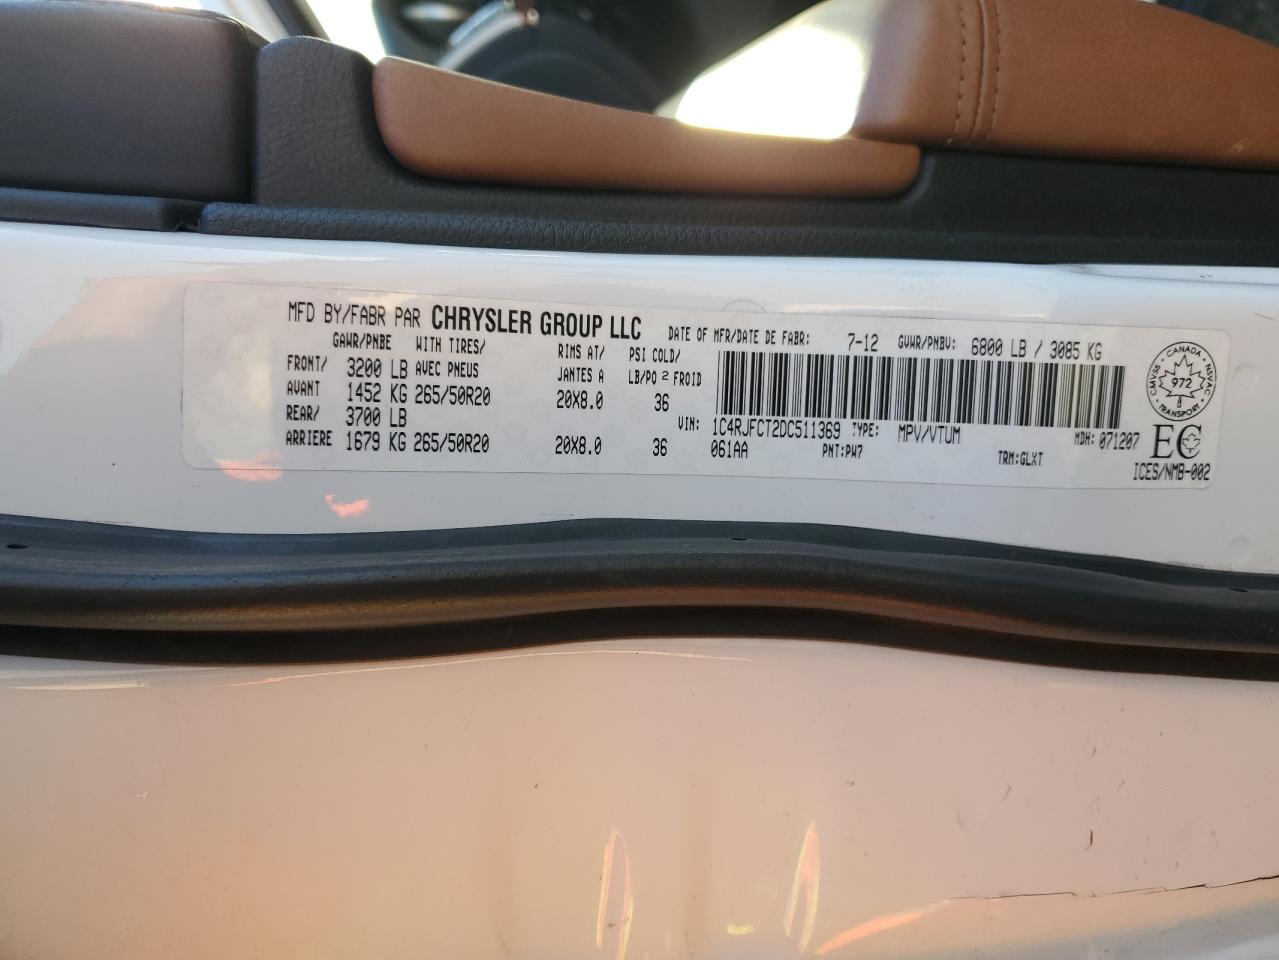 MFD BY/FABR PAR CHRYSLER GROUP LLC DATE OF MFR/DATE DE FABR: 7-12 GVWR/PNBV: 6800 LB / 3085 KG
GAWR/PNBE WITH TIRES/ RIMS AT/ PSI COLD/
FRONT/ 3200 LB AVEC PNEUS JANTES A LB/PO 2 FROID
AVANT 1452 KG 265/50R20 20X8.0 36
REAR/ 3700 LB VIN: 1C4RJFCT2DC511369 TYPE: MPV/VTUM MDH: 071207
ARRIERE 1679 KG 265/50R20 20X8.0 36 061AA PNT:PW7 TRM:GLXT
CMVSS · CANADA · NSVAC
972
TRANSPORT
EC
ICES/NMB-002